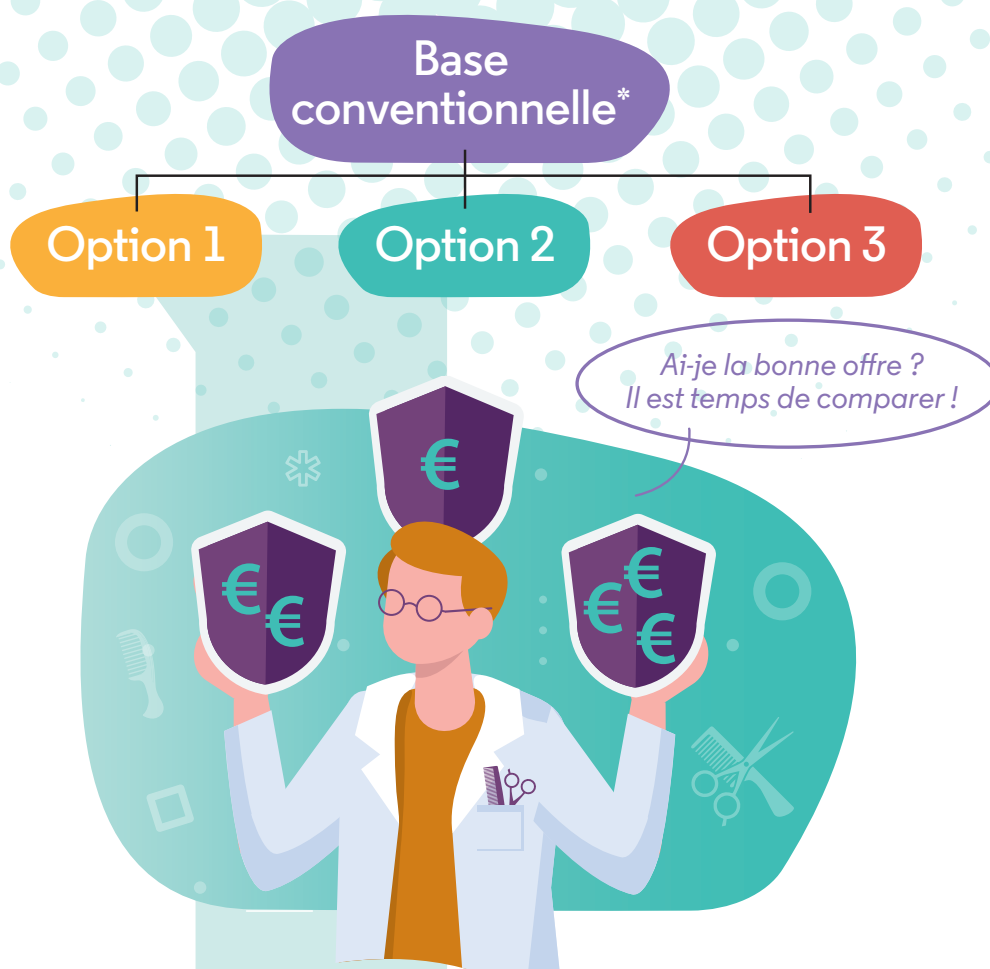 Base
conventionnelle*
Option 1
Option 2
Option 3
Ai-je la bonne offre ?
Il est temps de comparer !
€
€
€
€
€
€